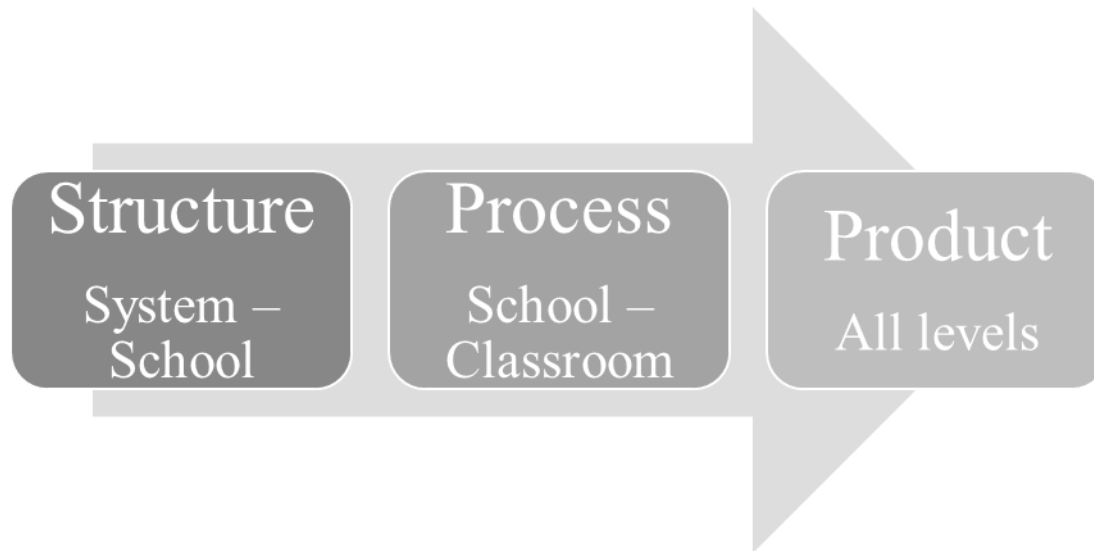 Structure
System –
School
Process
School –
Classroom
Product
All levels